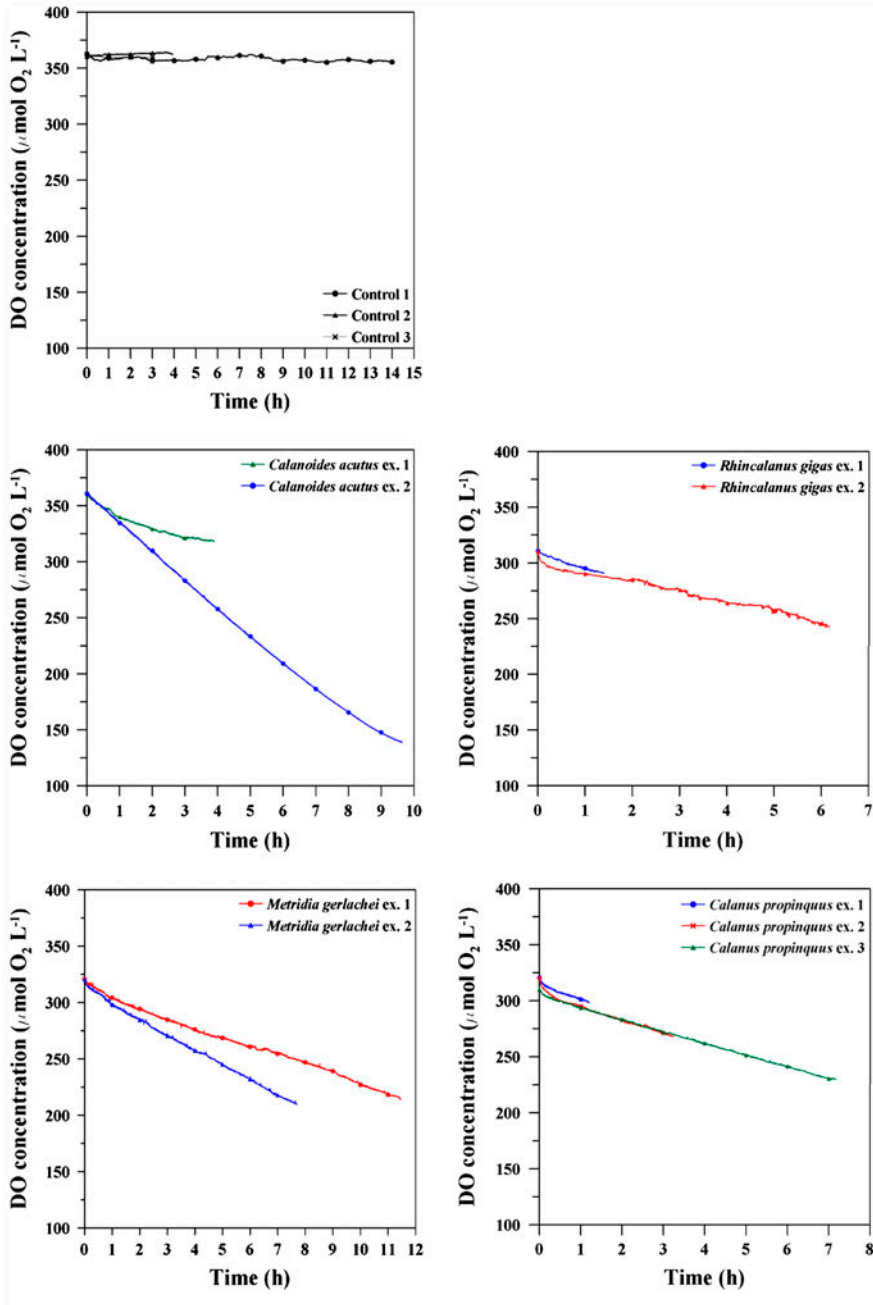 DO concentration (μmol O₂ L⁻¹)
400
350
300
250
200
150
100
Control 1
Control 2
Control 3
0 1 2 3 4 5 6 7 8 9 10 11 12 13 14 15
Time (h)
DO concentration (μmol O₂ L⁻¹)
400
350
300
250
200
150
100
Calanoides acutus ex. 1
Calanoides acutus ex. 2
0 1 2 3 4 5 6 7 8 9 10
Time (h)
DO concentration (μmol O₂ L⁻¹)
400
350
300
250
200
150
100
Rhincalanus gigas ex. 1
Rhincalanus gigas ex. 2
0 1 2 3 4 5 6 7
Time (h)
DO concentration (μmol O₂ L⁻¹)
400
350
300
250
200
150
100
Metridia gerlachei ex. 1
Metridia gerlachei ex. 2
0 1 2 3 4 5 6 7 8 9 10 11 12
Time (h)
DO concentration (μmol O₂ L⁻¹)
400
350
300
250
200
150
100
Calanus propinquus ex. 1
Calanus propinquus ex. 2
Calanus propinquus ex. 3
0 1 2 3 4 5 6 7 8
Time (h)